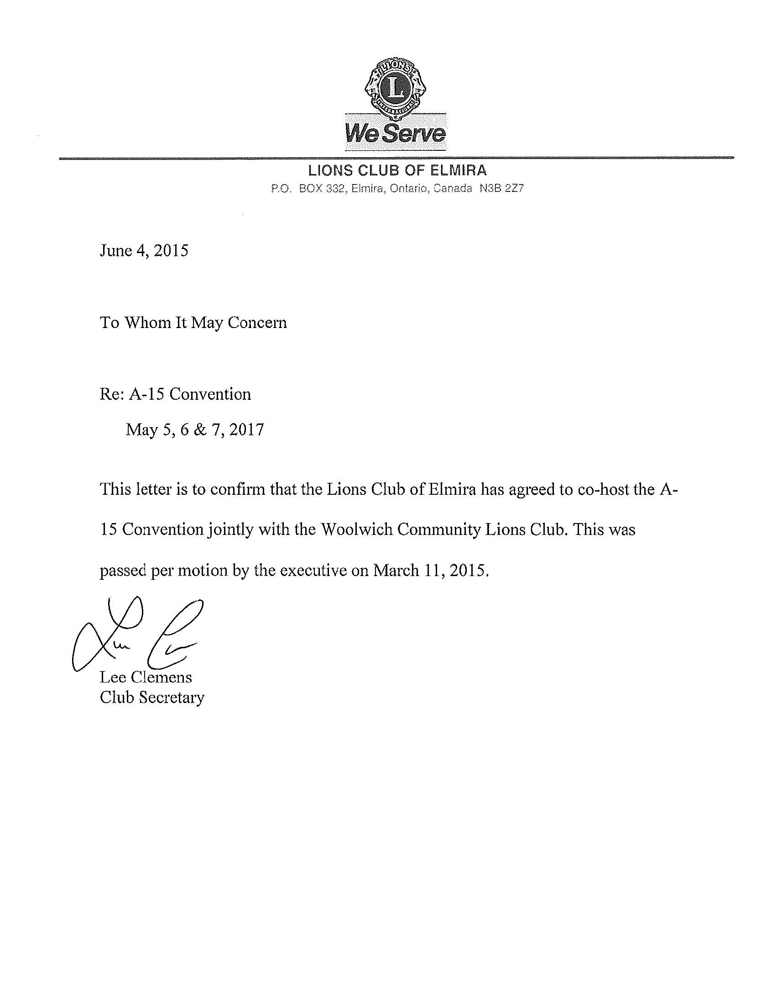 LIONS
L
INTERNATIONAL
We Serve
LIONS CLUB OF ELMIRA
P.O. BOX 332, Elmira, Ontario, Canada N3B 2Z7
June 4, 2015
To Whom It May Concern
Re: A-15 Convention
May 5, 6 & 7, 2017
This letter is to confirm that the Lions Club of Elmira has agreed to co-host the A-
15 Convention jointly with the Woolwich Community Lions Club. This was
passed per motion by the executive on March 11, 2015.
Lee Clemens
Club Secretary